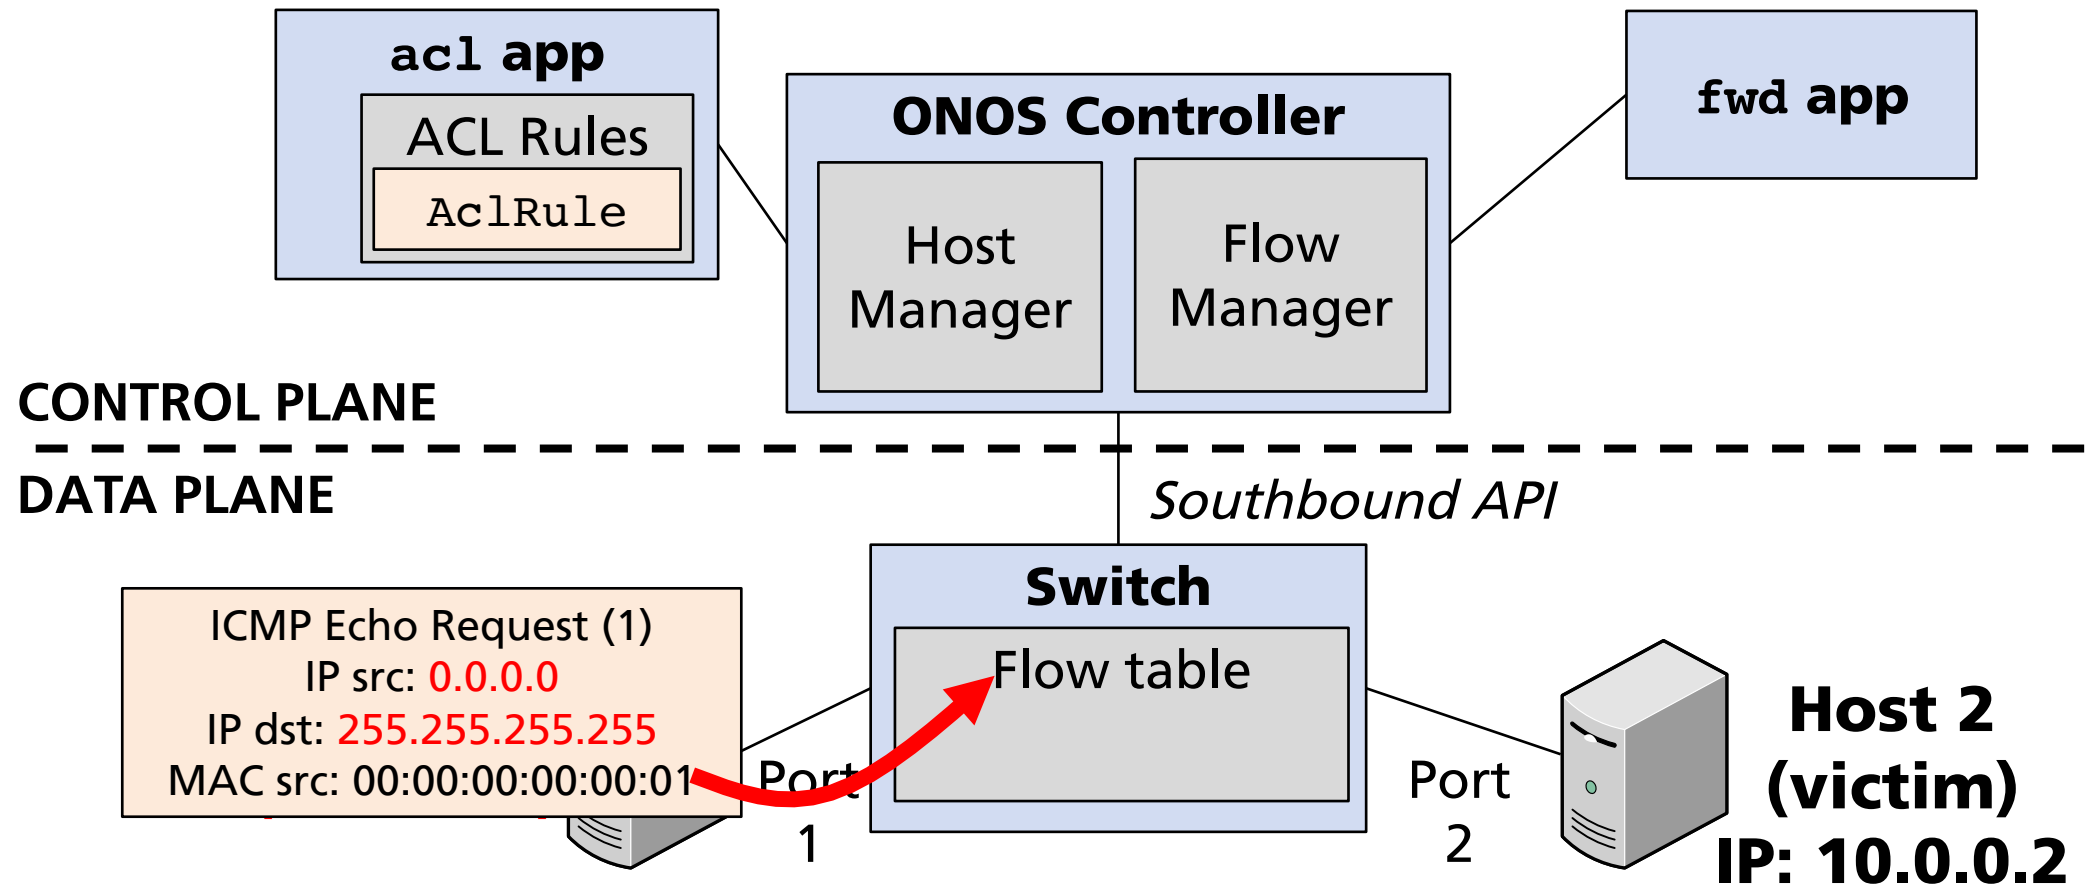 acl app
ACL Rules
AclRule
ONOS Controller
Host
Manager
Flow
Manager
fwd app
CONTROL PLANE
DATA PLANE
Southbound API
Switch
Flow table
ICMP Echo Request (1)
IP src: 0.0.0.0
IP dst: 255.255.255.255
MAC src: 00:00:00:00:00:01
Port
1
Port
2
Host 2
(victim)
IP: 10.0.0.2